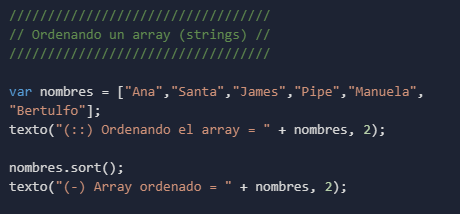 //////////////////////////////////
// Ordenando un array (strings) //
//////////////////////////////////
var nombres = ["Ana","Santa","James","Pipe","Manuela",
"Bertulfo"];
texto("(::) Ordenando el array = " + nombres, 2);
nombres.sort();
texto("(-) Array ordenado = " + nombres, 2);